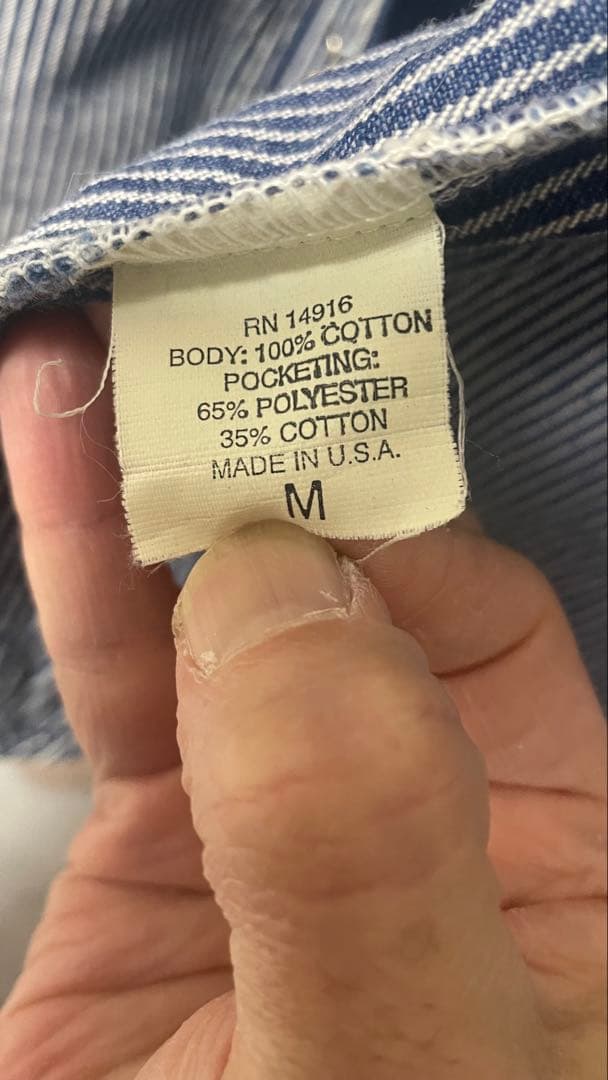 RN 14916
BODY: 100% COTTON
POCKETING:
65% POLYESTER
35% COTTON
MADE IN U.S.A.
M